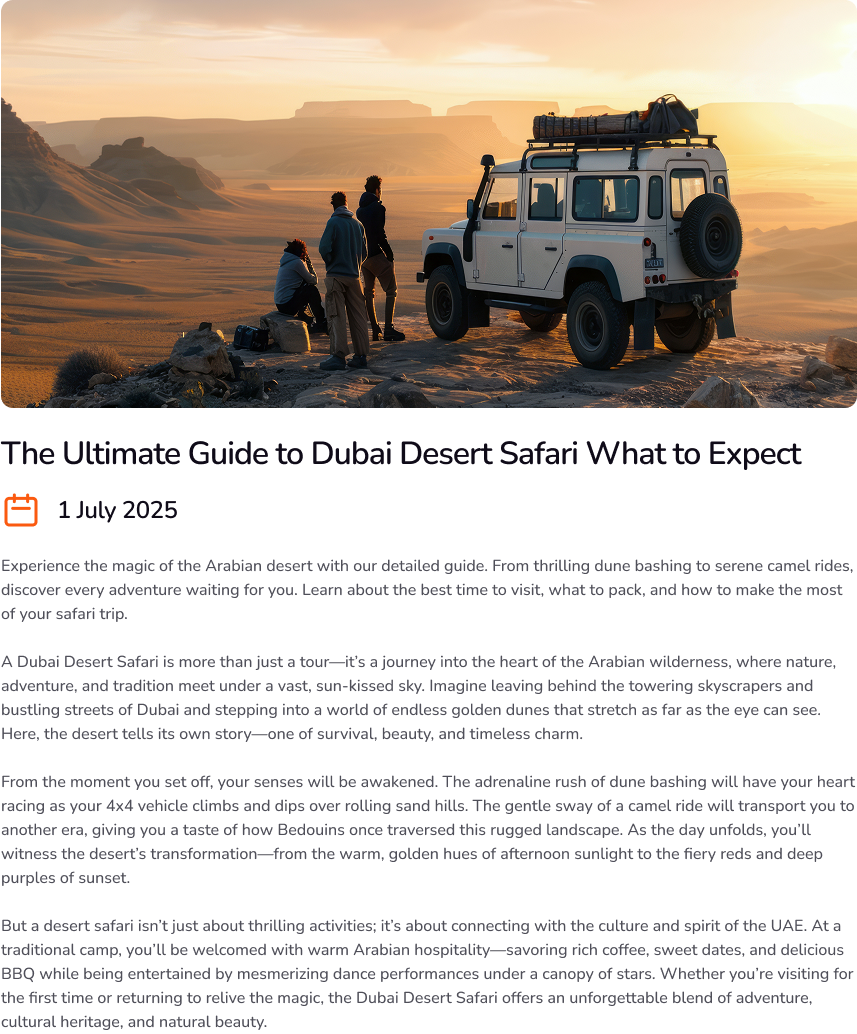 The Ultimate Guide to Dubai Desert Safari What to Expect
1 July 2025
Experience the magic of the Arabian desert with our detailed guide. From thrilling dune bashing to serene camel rides,
discover every adventure waiting for you. Learn about the best time to visit, what to pack, and how to make the most
of your safari trip.
A Dubai Desert Safari is more than just a tour—it’s a journey into the heart of the Arabian wilderness, where nature,
adventure, and tradition meet under a vast, sun-kissed sky. Imagine leaving behind the towering skyscrapers and
bustling streets of Dubai and stepping into a world of endless golden dunes that stretch as far as the eye can see.
Here, the desert tells its own story—one of survival, beauty, and timeless charm.
From the moment you set off, your senses will be awakened. The adrenaline rush of dune bashing will have your heart
racing as your 4x4 vehicle climbs and dips over rolling sand hills. The gentle sway of a camel ride will transport you to
another era, giving you a taste of how Bedouins once traversed this rugged landscape. As the day unfolds, you’ll
witness the desert’s transformation—from the warm, golden hues of afternoon sunlight to the fiery reds and deep
purples of sunset.
But a desert safari isn’t just about thrilling activities; it’s about connecting with the culture and spirit of the UAE. At a
traditional camp, you’ll be welcomed with warm Arabian hospitality—savoring rich coffee, sweet dates, and delicious
BBQ while being entertained by mesmerizing dance performances under a canopy of stars. Whether you’re visiting for
the first time or returning to relive the magic, the Dubai Desert Safari offers an unforgettable blend of adventure,
cultural heritage, and natural beauty.